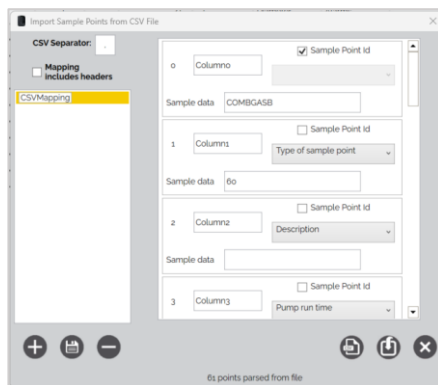 Import Sample Points from CSV File
CSV Separator: ,
Mapping includes headers
CSVMapping
Sample Point Id
0 Column0
Sample data COMBGASB
Sample Point Id
1 Column1 Type of sample point
Sample data 60
Sample Point Id
2 Column2 Description
Sample data
Sample Point Id
3 Column3 Pump run time
61 points parsed from file